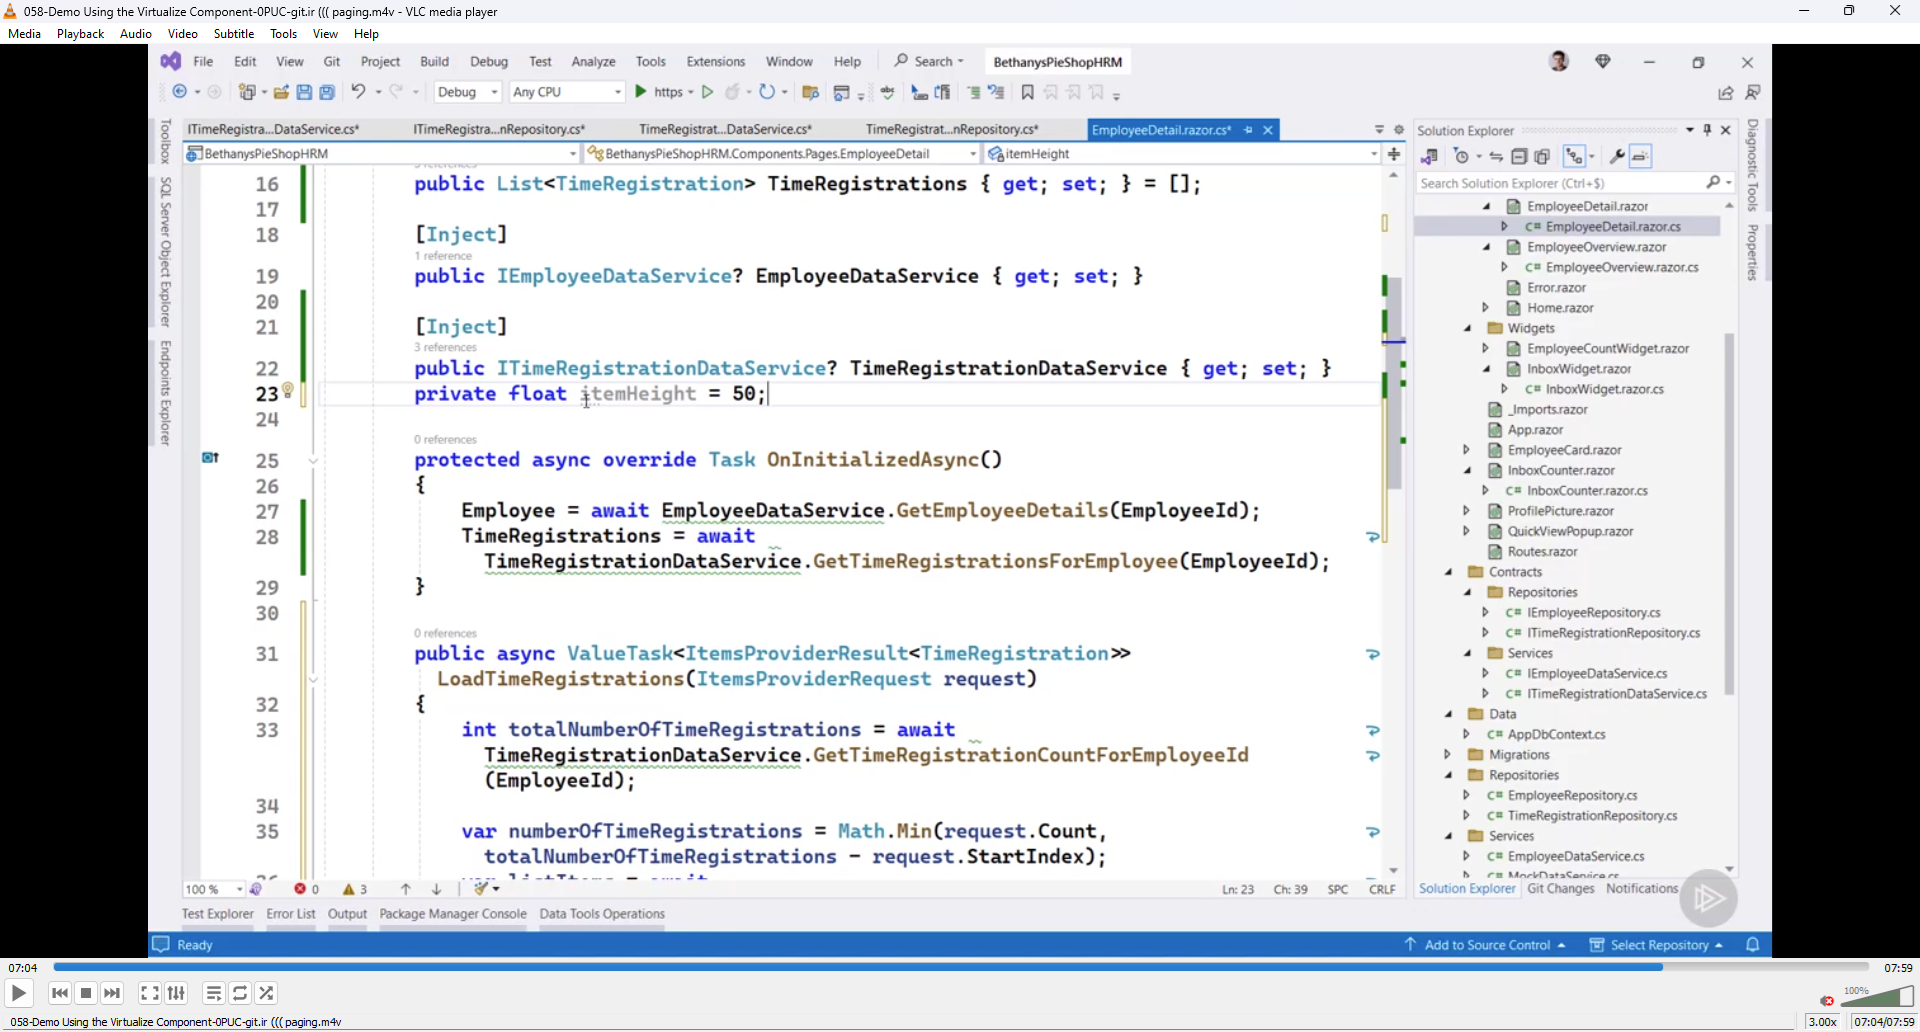 058-Demo Using the Virtualize Component-0PUC-git.ir ((( paging.m4v - VLC media player
Media Playback Audio Video Subtitle Tools View Help
File Edit View Git Project Build Debug Test Analyze Tools Extensions Window Help Search BethanysPieShopHRM
Debug Any CPU https
ITimeRegistra...DataService.cs* ITimeRegistra...nRepository.cs* TimeRegistrat...DataService.cs* TimeRegistrat...nRepository.cs* EmployeeDetail.razor.cs*
BethanysPieShopHRM BethanysPieShopHRM.Components.Pages.EmployeeDetail itemHeight
Toolbox
SQL Server Object Explorer
Endpoints Explorer
16 public List<TimeRegistration> TimeRegistrations { get; set; } = [];
17
18 [Inject]
1 reference
19 public IEmployeeDataService? EmployeeDataService { get; set; }
20
21 [Inject]
3 references
22 public ITimeRegistrationDataService? TimeRegistrationDataService { get; set; }
23 private float itemHeight = 50;
24
0 references
25 protected async override Task OnInitializedAsync()
26 {
27 Employee = await EmployeeDataService.GetEmployeeDetails(EmployeeId);
28 TimeRegistrations = await
TimeRegistrationDataService.GetTimeRegistrationsForEmployee(EmployeeId);
29 }
30
0 references
31 public async ValueTask<ItemsProviderResult<TimeRegistration>>
LoadTimeRegistrations(ItemsProviderRequest request)
32 {
33 int totalNumberOfTimeRegistrations = await
TimeRegistrationDataService.GetTimeRegistrationCountForEmployeeId
(EmployeeId);
34
35 var numberOfTimeRegistrations = Math.Min(request.Count,
totalNumberOfTimeRegistrations - request.StartIndex);
100 % 0 3 Ln: 23 Ch: 39 SPC CRLF
Test Explorer Error List Output Package Manager Console Data Tools Operations
Solution Explorer
Search Solution Explorer (Ctrl+$)
EmployeeDetail.razor
C# EmployeeDetail.razor.cs
EmployeeOverview.razor
C# EmployeeOverview.razor.cs
Error.razor
Home.razor
Widgets
EmployeeCountWidget.razor
InboxWidget.razor
C# InboxWidget.razor.cs
_Imports.razor
App.razor
EmployeeCard.razor
InboxCounter.razor
C# InboxCounter.razor.cs
ProfilePicture.razor
QuickViewPopup.razor
Routes.razor
Contracts
Repositories
C# IEmployeeRepository.cs
C# ITimeRegistrationRepository.cs
Services
C# IEmployeeDataService.cs
C# ITimeRegistrationDataService.cs
Data
C# AppDbContext.cs
Migrations
Repositories
C# EmployeeRepository.cs
C# TimeRegistrationRepository.cs
Services
C# EmployeeDataService.cs
C# MockDataService.cs
Solution Explorer Git Changes Notifications
Diagnostic Tools
Properties
Ready Add to Source Control Select Repository
07:04 07:59
100%
058-Demo Using the Virtualize Component-0PUC-git.ir ((( paging.m4v 3.00x 07:04/07:59